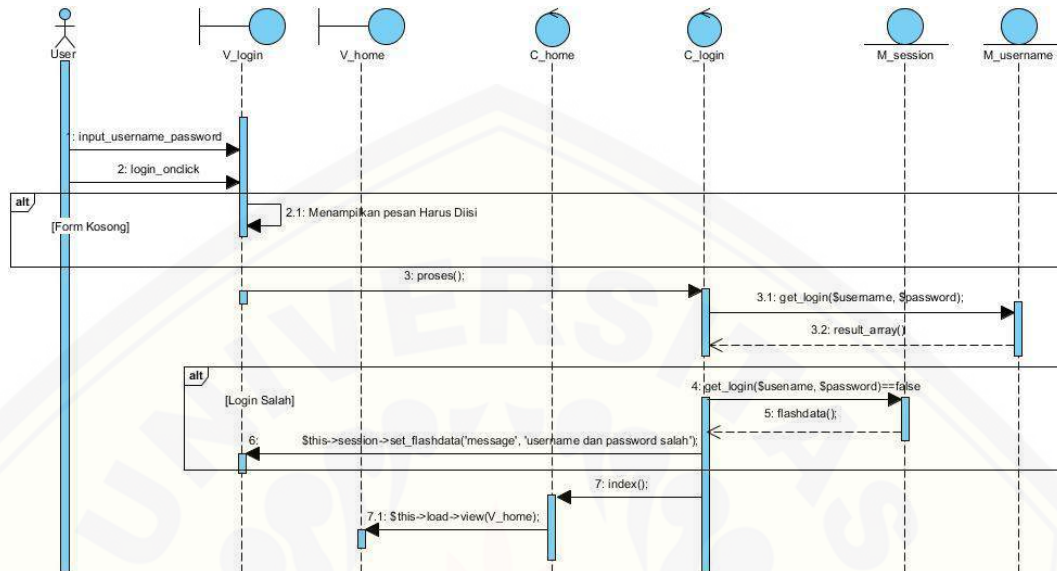 User
V_login
V_home
C_home
C_login
M_session
M_username
1: input_username_password
2: login_onclick
alt
2.1: Menampilkan pesan Harus Diisi
[Form Kosong]
3: proses();
3.1: get_login($username, $password);
3.2: result_array()
alt
4: get_login($usename, $password)==false
[Login Salah]
5: flashdata();
6: $this->session->set_flashdata('message', 'username dan password salah');
7: index();
7.1: $this->load->view(V_home);
UNIVERSITAS